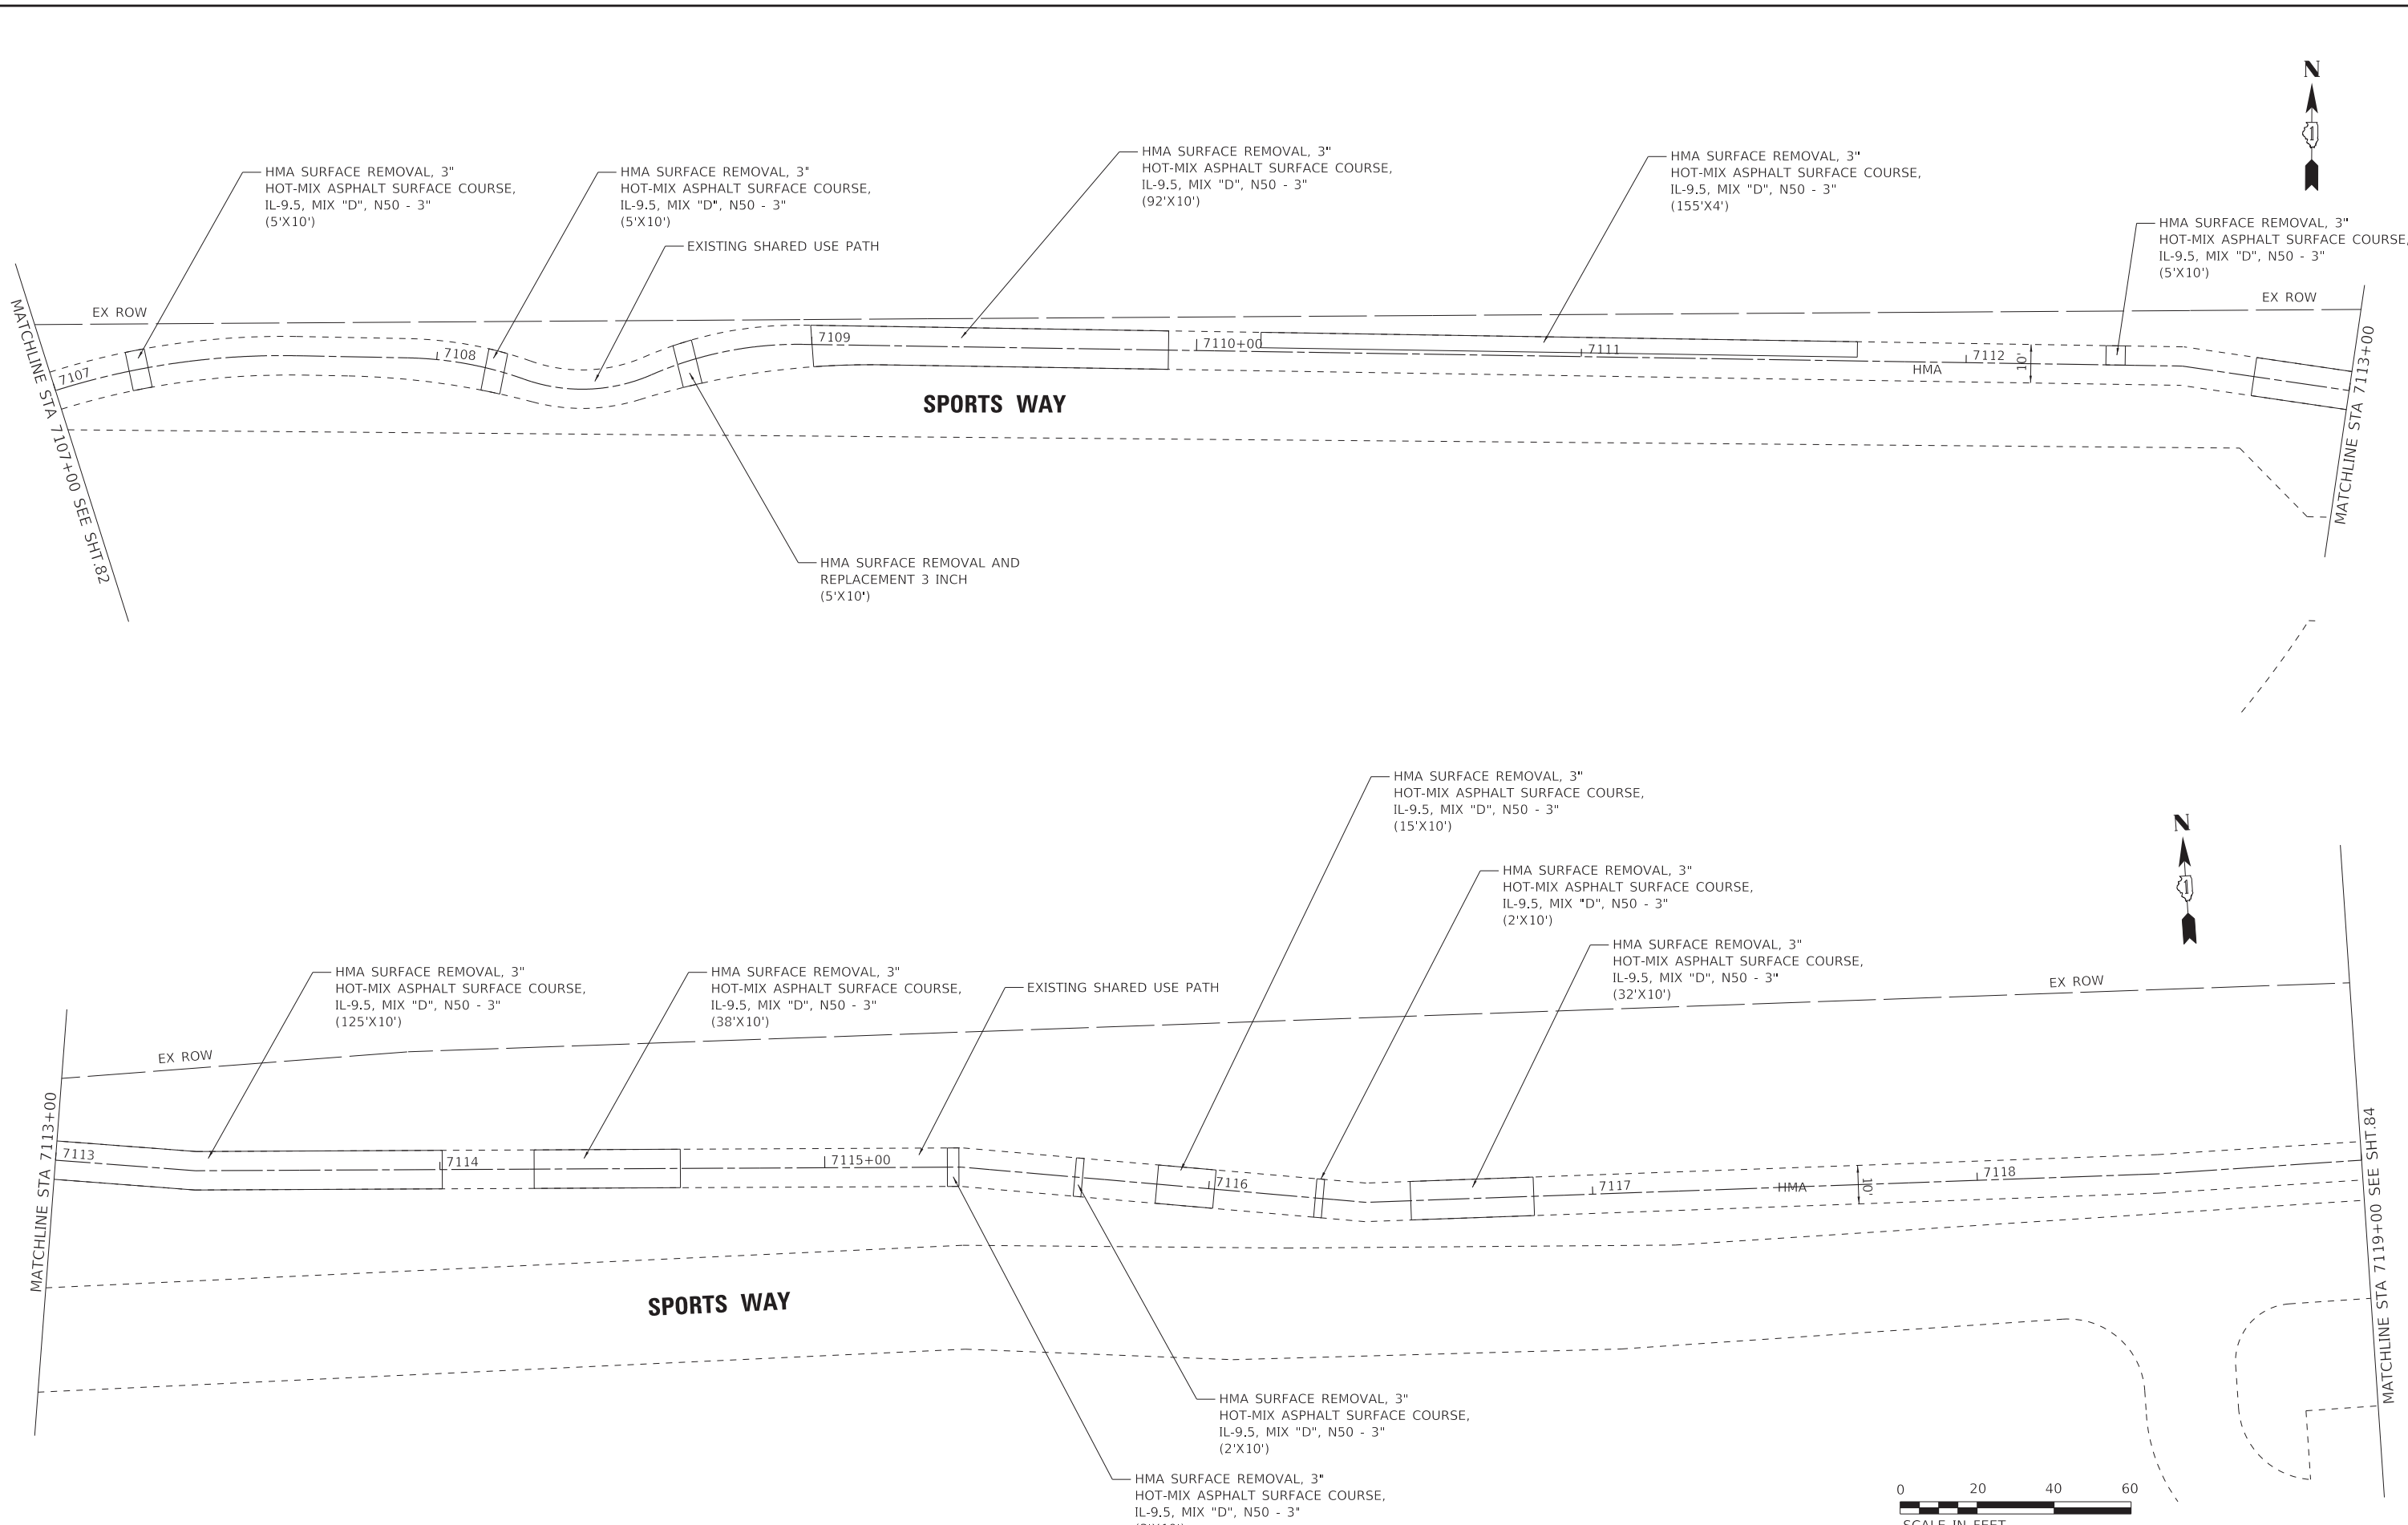 N
1
HMA SURFACE REMOVAL, 3"
HOT-MIX ASPHALT SURFACE COURSE,
IL-9.5, MIX "D", N50 - 3"
(5'X10')
HMA SURFACE REMOVAL, 3"
HOT-MIX ASPHALT SURFACE COURSE,
IL-9.5, MIX "D", N50 - 3"
(5'X10')
EXISTING SHARED USE PATH
HMA SURFACE REMOVAL, 3"
HOT-MIX ASPHALT SURFACE COURSE,
IL-9.5, MIX "D", N50 - 3"
(92'X10')
HMA SURFACE REMOVAL, 3"
HOT-MIX ASPHALT SURFACE COURSE,
IL-9.5, MIX "D", N50 - 3"
(155'X4')
HMA SURFACE REMOVAL, 3"
HOT-MIX ASPHALT SURFACE COURSE,
IL-9.5, MIX "D", N50 - 3"
(5'X10')
MATCHLINE STA 7107+00 SEE SHT.82
EX ROW
EX ROW
7107
7108
7109
7110+00
7111
7112
10'
HMA
MATCHLINE STA 7113+00
SPORTS WAY
HMA SURFACE REMOVAL AND
REPLACEMENT 3 INCH
(5'X10')
HMA SURFACE REMOVAL, 3"
HOT-MIX ASPHALT SURFACE COURSE,
IL-9.5, MIX "D", N50 - 3"
(15'X10')
N
1
HMA SURFACE REMOVAL, 3"
HOT-MIX ASPHALT SURFACE COURSE,
IL-9.5, MIX "D", N50 - 3"
(2'X10')
HMA SURFACE REMOVAL, 3"
HOT-MIX ASPHALT SURFACE COURSE,
IL-9.5, MIX "D", N50 - 3"
(32'X10')
HMA SURFACE REMOVAL, 3"
HOT-MIX ASPHALT SURFACE COURSE,
IL-9.5, MIX "D", N50 - 3"
(125'X10')
HMA SURFACE REMOVAL, 3"
HOT-MIX ASPHALT SURFACE COURSE,
IL-9.5, MIX "D", N50 - 3"
(38'X10')
EXISTING SHARED USE PATH
EX ROW
EX ROW
MATCHLINE STA 7113+00
7113
7114
7115+00
7116
7117
HMA
10'
7118
MATCHLINE STA 7119+00 SEE SHT.84
SPORTS WAY
HMA SURFACE REMOVAL, 3"
HOT-MIX ASPHALT SURFACE COURSE,
IL-9.5, MIX "D", N50 - 3"
(2'X10')
HMA SURFACE REMOVAL, 3"
HOT-MIX ASPHALT SURFACE COURSE,
IL-9.5, MIX "D", N50 - 3"
0 20 40 60
SCALE IN FEET